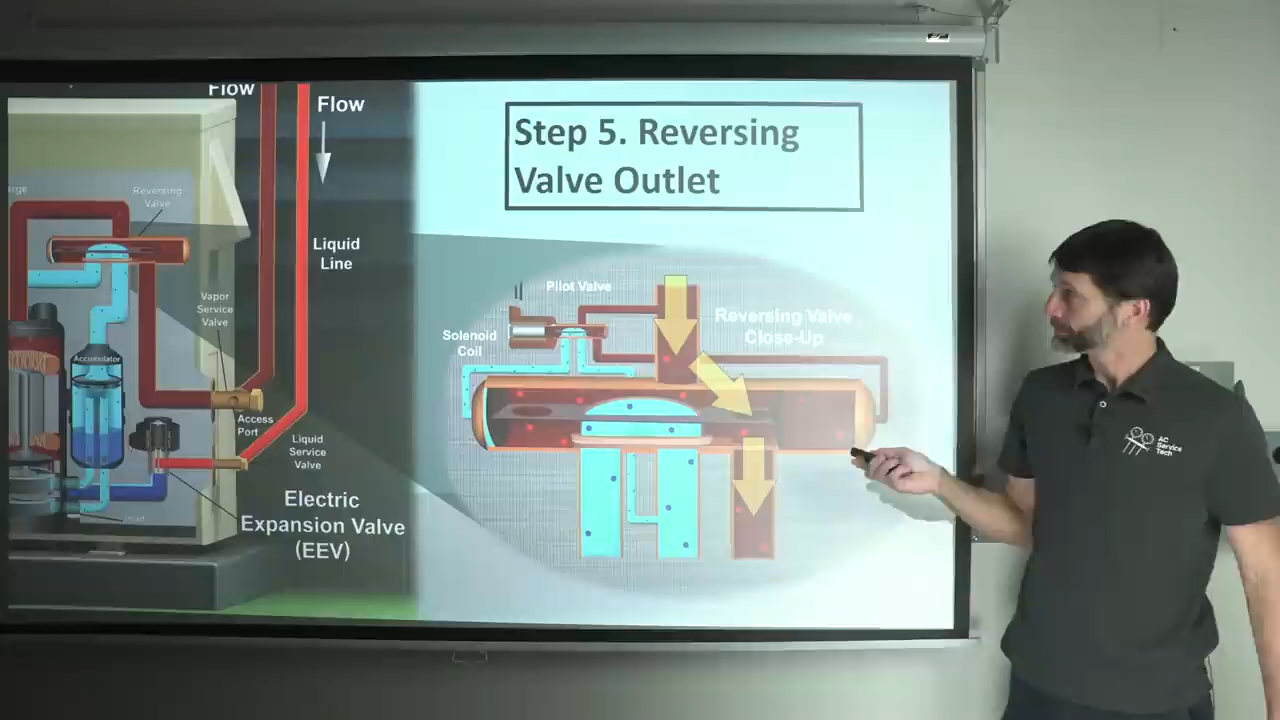 Flow
Flow
Step 5. Reversing
Valve Outlet
Reversing
Valve
Liquid
Line
Vapor
Service
Valve
Pilot Valve
Solenoid
Coil
Reversing Valve
Close-Up
Accumulator
Access
Port
Liquid
Service
Valve
Electric
Expansion Valve
(EEV)
AC
Service
Tech